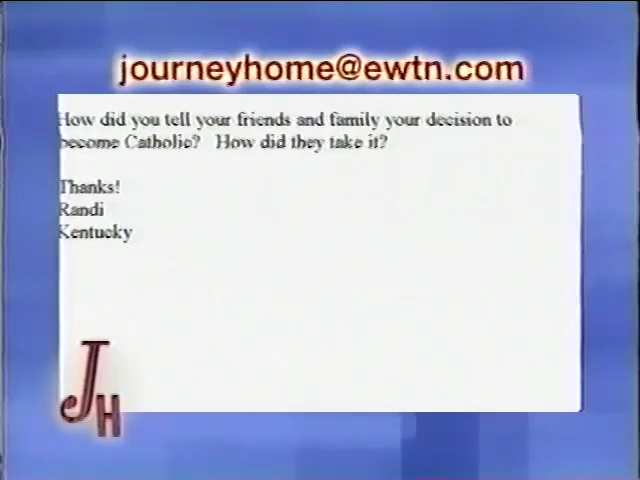 journeyhome@ewtn.com
How did you tell your friends and family your decision to
become Catholic? How did they take it?
Thanks!
Randi
Kentucky
JH